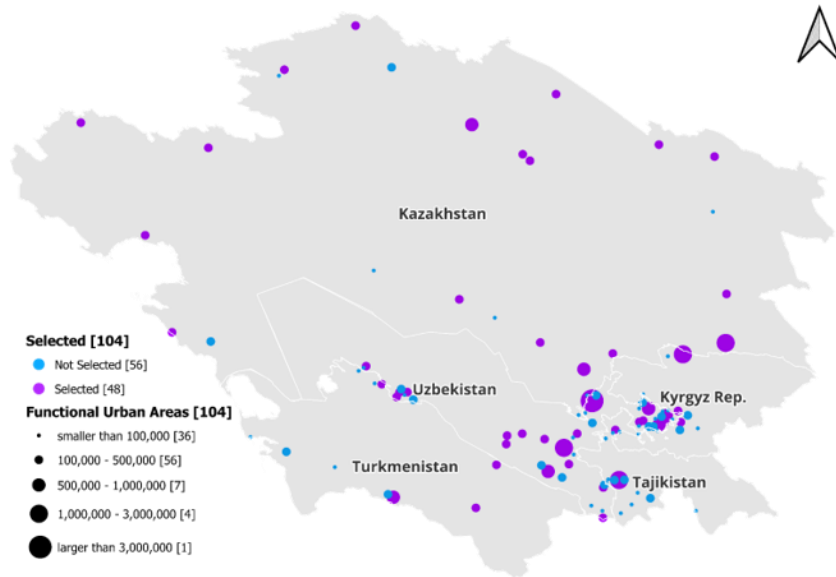 Kazakhstan
Selected [104]
Not Selected [56]
Selected [48]
Uzbekistan
Kyrgyz Rep.
Functional Urban Areas [104]
smaller than 100,000 [36]
100,000 - 500,000 [56]
Turkmenistan
Tajikistan
500,000 - 1,000,000 [7]
1,000,000 - 3,000,000 [4]
larger than 3,000,000 [1]